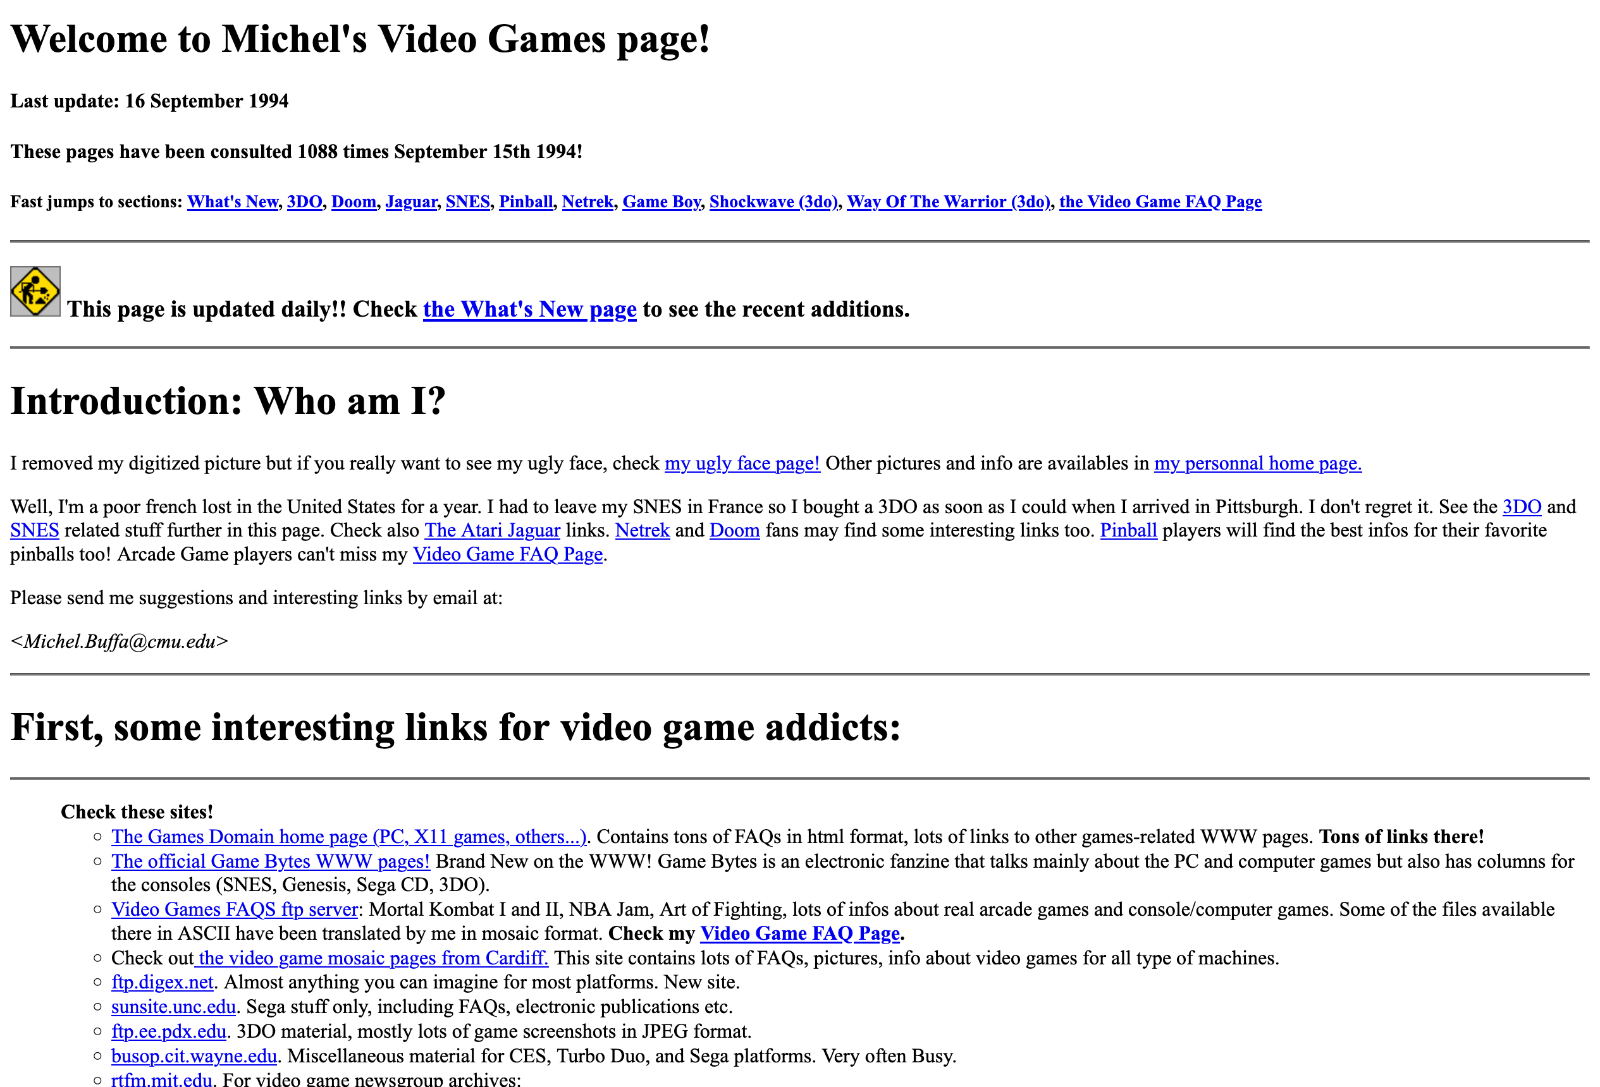 Welcome to Michel's Video Games page!
Last update: 16 September 1994
These pages have been consulted 1088 times September 15th 1994!
Fast jumps to sections: What's New, 3DO, Doom, Jaguar, SNES, Pinball, Netrek, Game Boy, Shockwave (3do), Way Of The Warrior (3do), the Video Game FAQ Page
This page is updated daily!! Check the What's New page to see the recent additions.
Introduction: Who am I?
I removed my digitized picture but if you really want to see my ugly face, check my ugly face page! Other pictures and info are availables in my personnal home page.
Well, I'm a poor french lost in the United States for a year. I had to leave my SNES in France so I bought a 3DO as soon as I could when I arrived in Pittsburgh. I don't regret it. See the 3DO and
SNES related stuff further in this page. Check also The Atari Jaguar links. Netrek and Doom fans may find some interesting links too. Pinball players will find the best infos for their favorite
pinballs too! Arcade Game players can't miss my Video Game FAQ Page.
Please send me suggestions and interesting links by email at:
<Michel.Buffa@cmu.edu>
First, some interesting links for video game addicts:
Check these sites!
The Games Domain home page (PC, X11 games, others...). Contains tons of FAQs in html format, lots of links to other games-related WWW pages. Tons of links there!
The official Game Bytes WWW pages! Brand New on the WWW! Game Bytes is an electronic fanzine that talks mainly about the PC and computer games but also has columns for
the consoles (SNES, Genesis, Sega CD, 3DO).
Video Games FAQS ftp server: Mortal Kombat I and II, NBA Jam, Art of Fighting, lots of infos about real arcade games and console/computer games. Some of the files available
there in ASCII have been translated by me in mosaic format. Check my Video Game FAQ Page.
Check out the video game mosaic pages from Cardiff. This site contains lots of FAQs, pictures, info about video games for all type of machines.
ftp.digex.net. Almost anything you can imagine for most platforms. New site.
sunsite.unc.edu. Sega stuff only, including FAQs, electronic publications etc.
ftp.ee.pdx.edu. 3DO material, mostly lots of game screenshots in JPEG format.
busop.cit.wayne.edu. Miscellaneous material for CES, Turbo Duo, and Sega platforms. Very often Busy.
rtfm.mit.edu. For video game newsgroup archives: